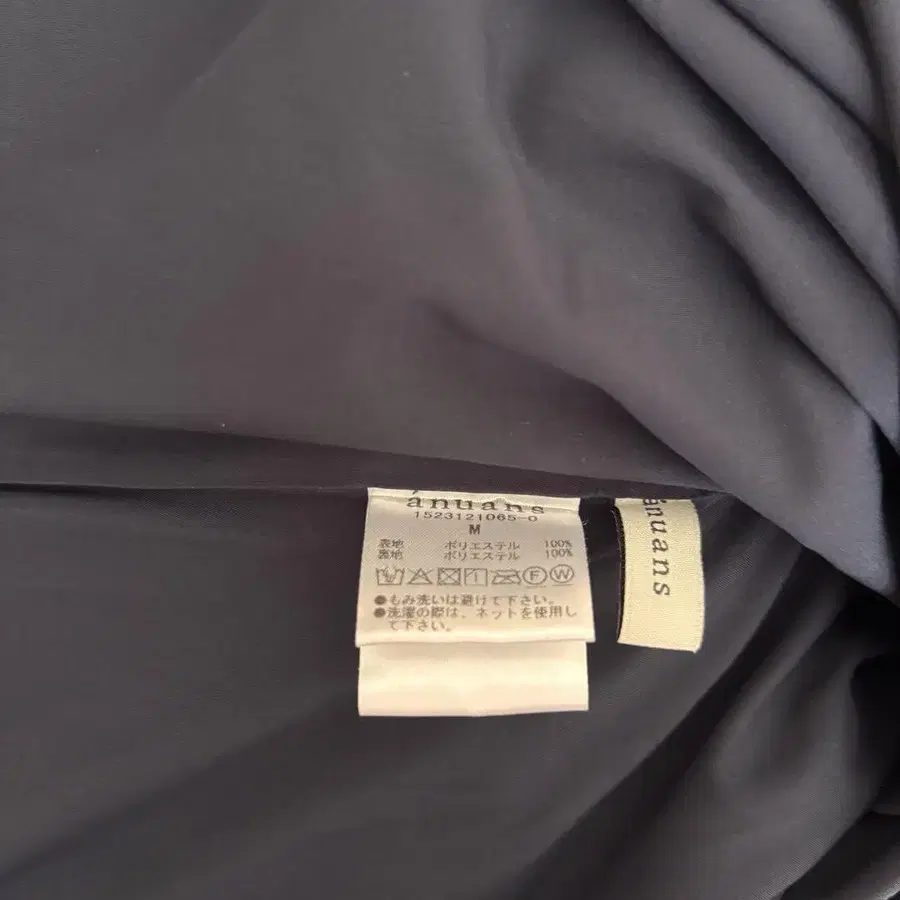 ánuans
1523121065-0
M
表地 ポリエステル 100%
裏地 ポリエステル 100%
F W
●もみ洗いは避けて下さい。
●洗濯の際は、ネットを使用し
て下さい。
ánuans